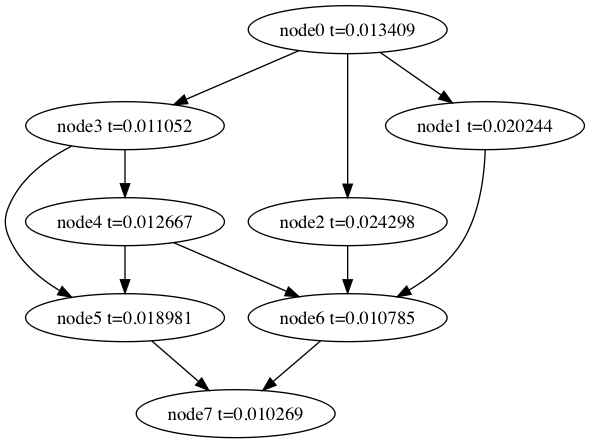 node0 t=0.013409
node3 t=0.011052
node1 t=0.020244
node4 t=0.012667
node2 t=0.024298
node5 t=0.018981
node6 t=0.010785
node7 t=0.010269